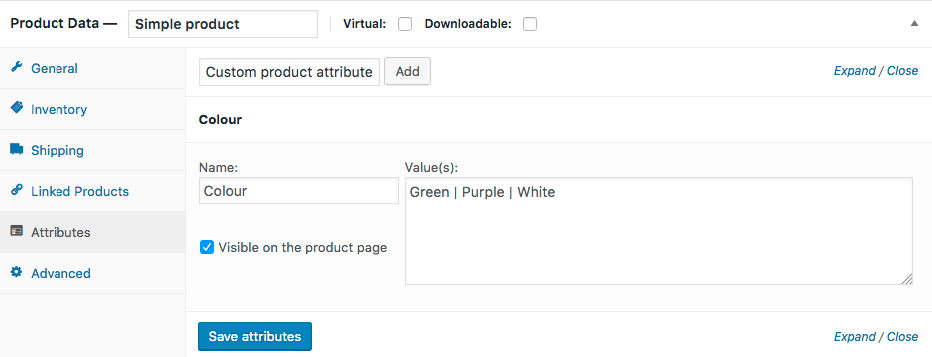 Product Data — Simple product Virtual: Downloadable:
General
Inventory
Shipping
Linked Products
Attributes
Advanced
Custom product attribute Add Expand / Close
Colour
Name: Value(s):
Colour Green | Purple | White
Visible on the product page
Save attributes Expand / Close